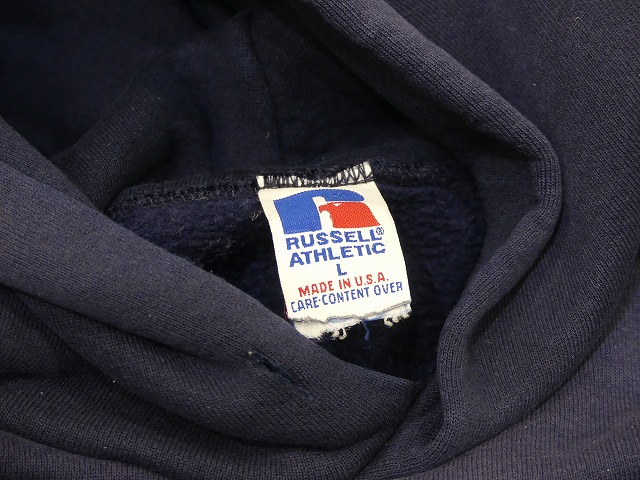 RUSSELL®
ATHLETIC
L
MADE IN U.S.A.
CARE·CONTENT OVER